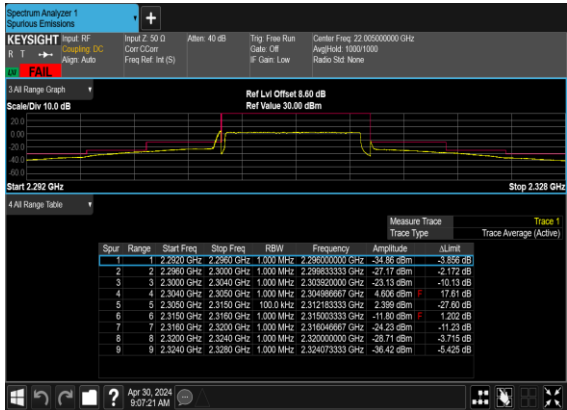 Spectrum Analyzer 1
Spurious Emissions
KEYSIGHT Input: RF Input Z: 50 Ω Atten: 40 dB Trig: Free Run Center Freq: 22.005000000 GHz
R T Coupling: DC Corr CCorr Gate: Off Avg|Hold: 1000/1000
Align: Auto Freq Ref: Int (S) IF Gain: Low Radio Std: None
LXI FAIL
3 All Range Graph Ref Lvl Offset 8.60 dB
Scale/Div 10.0 dB Ref Value 30.00 dBm
20.0
0.00
-20.0
-40.0
-60.0
Start 2.292 GHz Stop 2.328 GHz
4 All Range Table
Measure Trace Trace 1
Trace Type Trace Average (Active)
Spur Range Start Freq Stop Freq RBW Frequency Amplitude ΔLimit
1 1 2.2920 GHz 2.2960 GHz 1.000 MHz 2.296000000 GHz -34.86 dBm -3.856 dB
2 2 2.2960 GHz 2.3000 GHz 1.000 MHz 2.299833333 GHz -27.17 dBm -2.172 dB
3 3 2.3000 GHz 2.3040 GHz 1.000 MHz 2.303920000 GHz -23.13 dBm -10.13 dB
4 4 2.3040 GHz 2.3050 GHz 1.000 MHz 2.304986667 GHz 4.606 dBm F 17.61 dB
5 5 2.3050 GHz 2.3150 GHz 100.0 kHz 2.312183333 GHz 2.399 dBm -27.60 dB
6 6 2.3150 GHz 2.3160 GHz 1.000 MHz 2.315003333 GHz -11.80 dBm F 1.202 dB
7 7 2.3160 GHz 2.3200 GHz 1.000 MHz 2.316046667 GHz -24.23 dBm -11.23 dB
8 8 2.3200 GHz 2.3240 GHz 1.000 MHz 2.320000000 GHz -28.71 dBm -3.715 dB
9 9 2.3240 GHz 2.3280 GHz 1.000 MHz 2.324073333 GHz -36.42 dBm -5.425 dB
Apr 30, 2024
9:07:21 AM